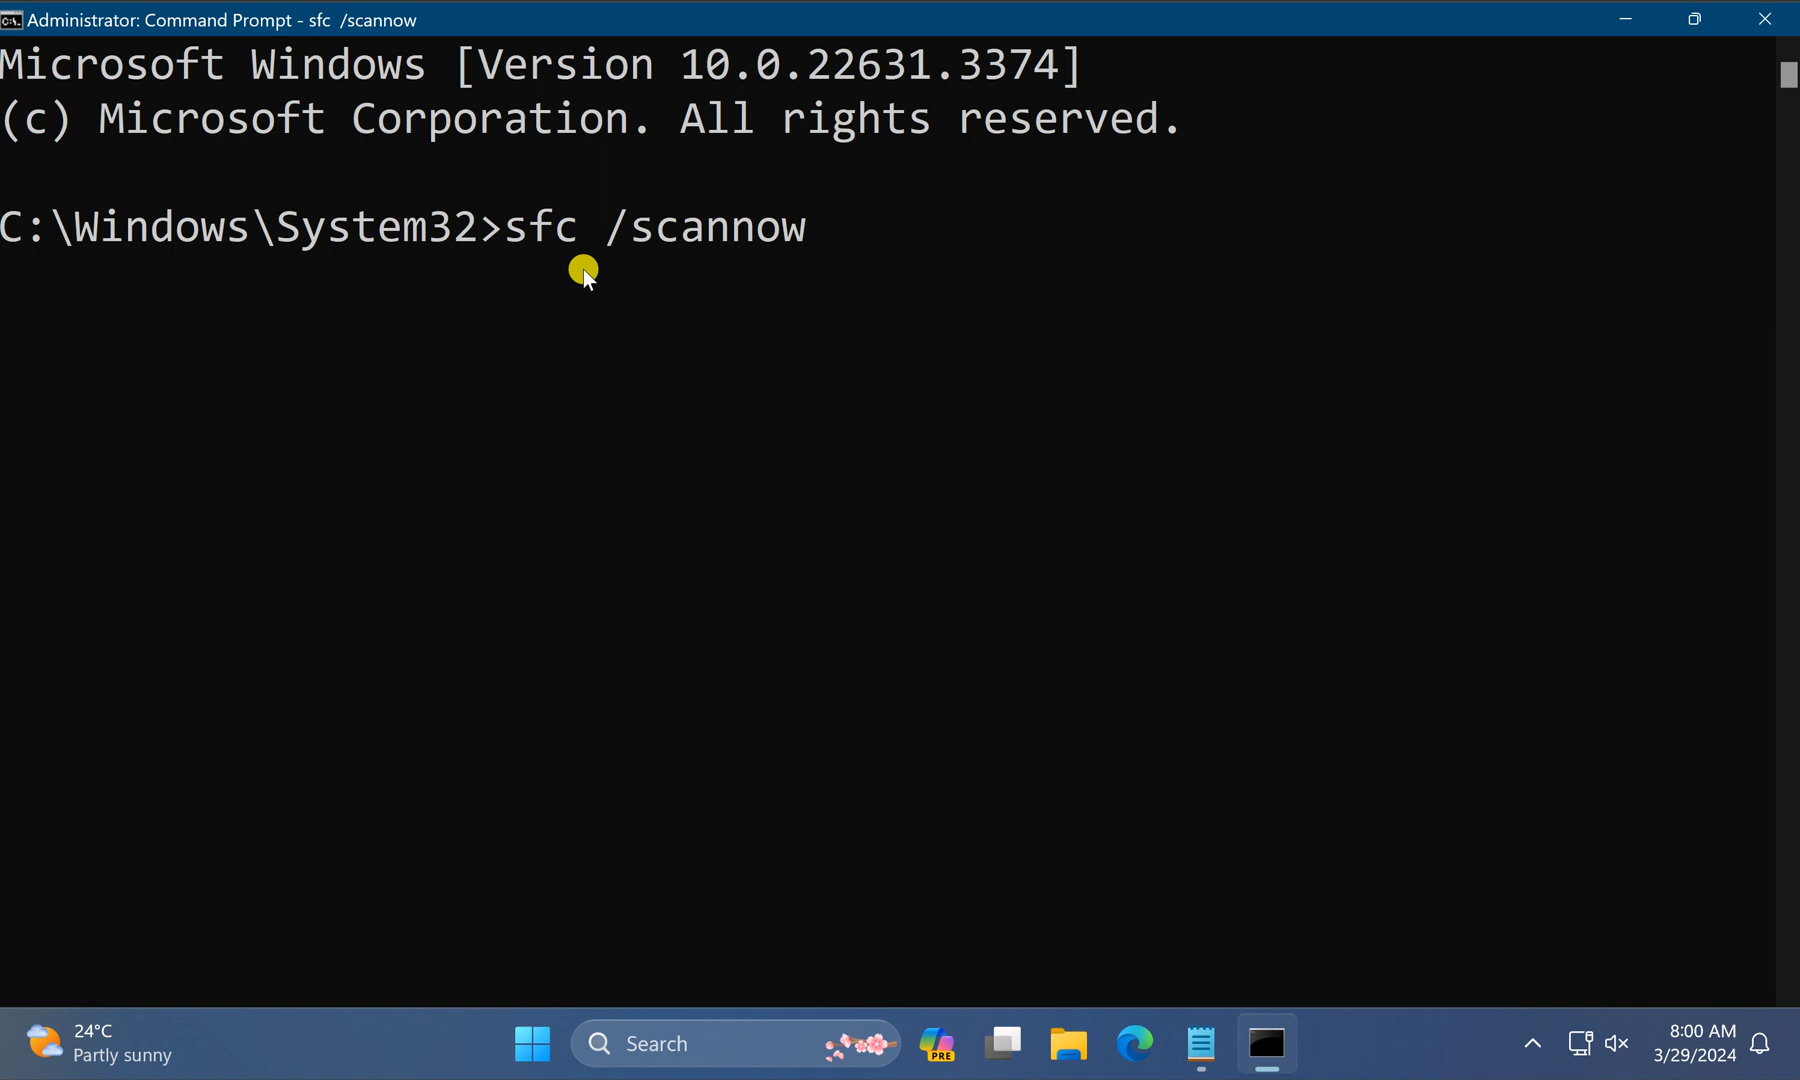 Administrator: Command Prompt - sfc /scannow
Microsoft Windows [Version 10.0.22631.3374]
(c) Microsoft Corporation. All rights reserved.
C:\Windows\System32>sfc /scannow
24°C
Partly sunny
Search
PRE
8:00 AM
3/29/2024